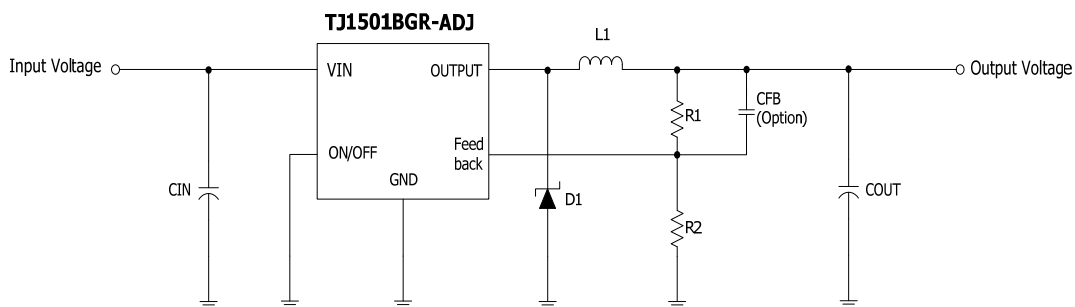 TJ1501BGR-ADJ
L1
Input Voltage
VIN
OUTPUT
Output Voltage
R1
CFB
(Option)
ON/OFF
Feed
back
GND
CIN
D1
R2
COUT